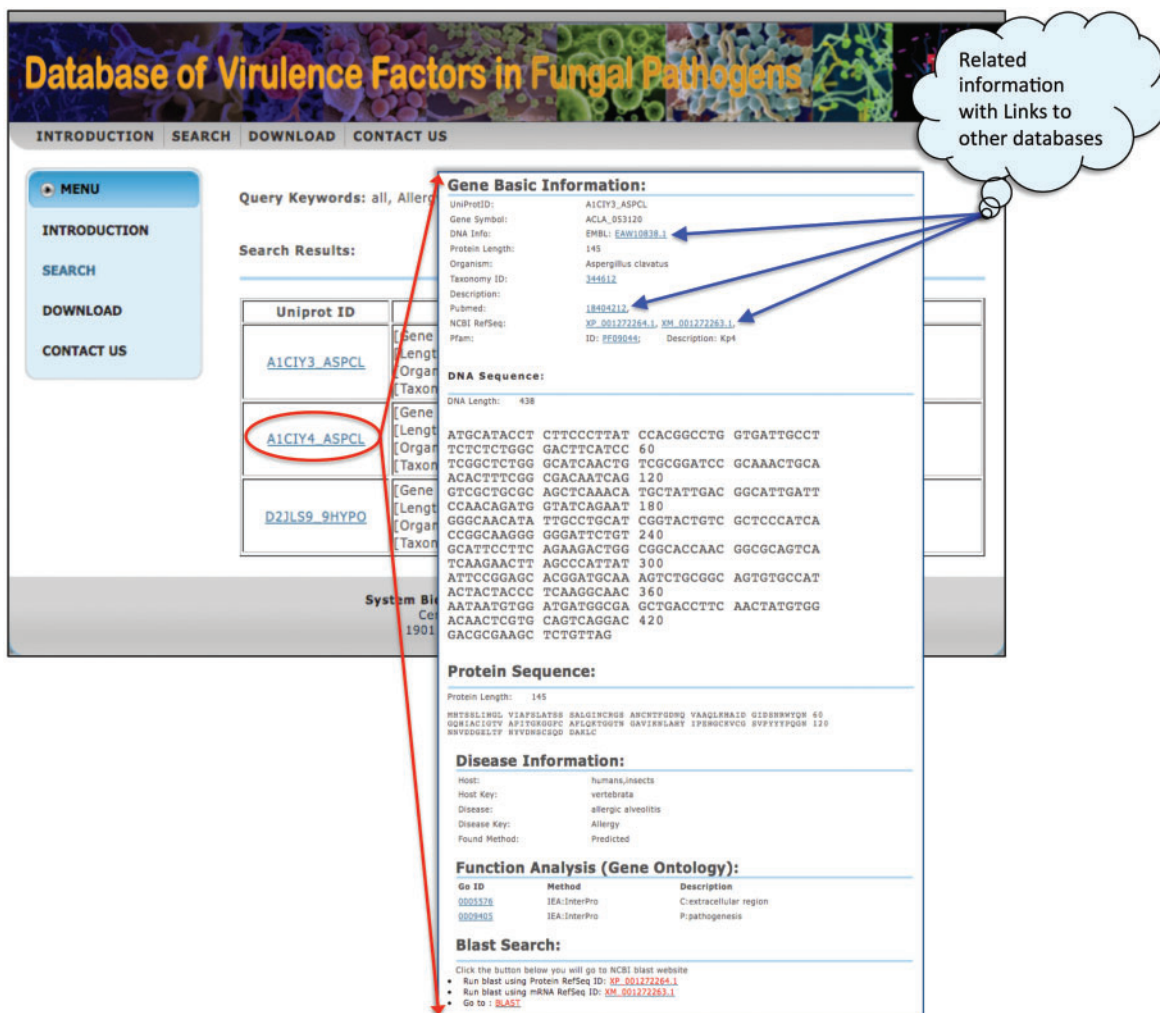 Database of Virulence Factors in Fungal Pathogens
Related
information
with Links to
other databases
INTRODUCTION SEARCH DOWNLOAD CONTACT US
MENU
INTRODUCTION
SEARCH
DOWNLOAD
CONTACT US
Query Keywords: all,
Search Results:
Uniprot ID
A1CIY3_ASPCL
[Gene
[Lengt
[Organ
[Taxon
A1CIY4_ASPCL
[Gene
[Lengt
[Organ
[Taxon
D2JLS9_9HYPO
[Gene
[Lengt
[Organ
[Taxon
System Bi
Ce
1901
Gene Basic Information:
UniProtID: A1CIY3_ASPCL
Gene Symbol: ACLA_053120
DNA Info: EMBL: EAW10838.1
Protein Length: 145
Organism: Aspergillus clavatus
Taxonomy ID: 344612
Description:
Pubmed: 18404212,
NCBI RefSeq: XP_001272264.1, XM_001272263.1,
Pfam: ID: PF09044; Description: Kp4
DNA Sequence:
DNA Length: 438
ATGCATACCT CTTCCCTTAT CCACGGCCTG GTGATTGCCT
TCTCTCTGGC GACTTCATCC 60
TCGGCTCTGG GCATCAACTG TCGCGGATCC GCAAACTGCA
ACACTTTCGG CGACAATCAG 120
GTCGCTGCGC AGCTCAAACA TGCTATTGAC GGCATTGATT
CCAACAGATG GTATCAGAAT 180
GGGCAACATA TTGCCTGCAT CGGTACTGTC GCTCCCATCA
CCGGCAAGGG GGGATTCTGT 240
GCATTCCTTC AGAAGACTGG CGGCACCAAC GGCGCAGTCA
TCAAGAACTT AGCCCATTAT 300
ATTCCGGAGC ACGGATGCAA AGTCTGCGGC AGTGTGCCAT
ACTACTACCC TCAAGGCAAC 360
AATAATGTGG ATGATGGCGA GCTGACCTTC AACTATGTGG
ACAACTCGTG CAGTCAGGAC 420
GACGCGAAGC TCTGTTAG
Protein Sequence:
Protein Length: 145
60
120
Disease Information:
Host: humans,insects
Host Key: vertebrata
Disease: allergic alveolitis
Disease Key: Allergy
Found Method: Predicted
Function Analysis (Gene Ontology):
Go ID Method Description
0005576 IEA:InterPro C:extracellular region
0009405 IEA:InterPro P:pathogenesis
Blast Search:
Click the button below you will go to NCBI blast website
• Run blast using Protein RefSeq ID: XP_001272264.1
• Run blast using mRNA RefSeq ID: XM_001272263.1
• Go to : BLAST